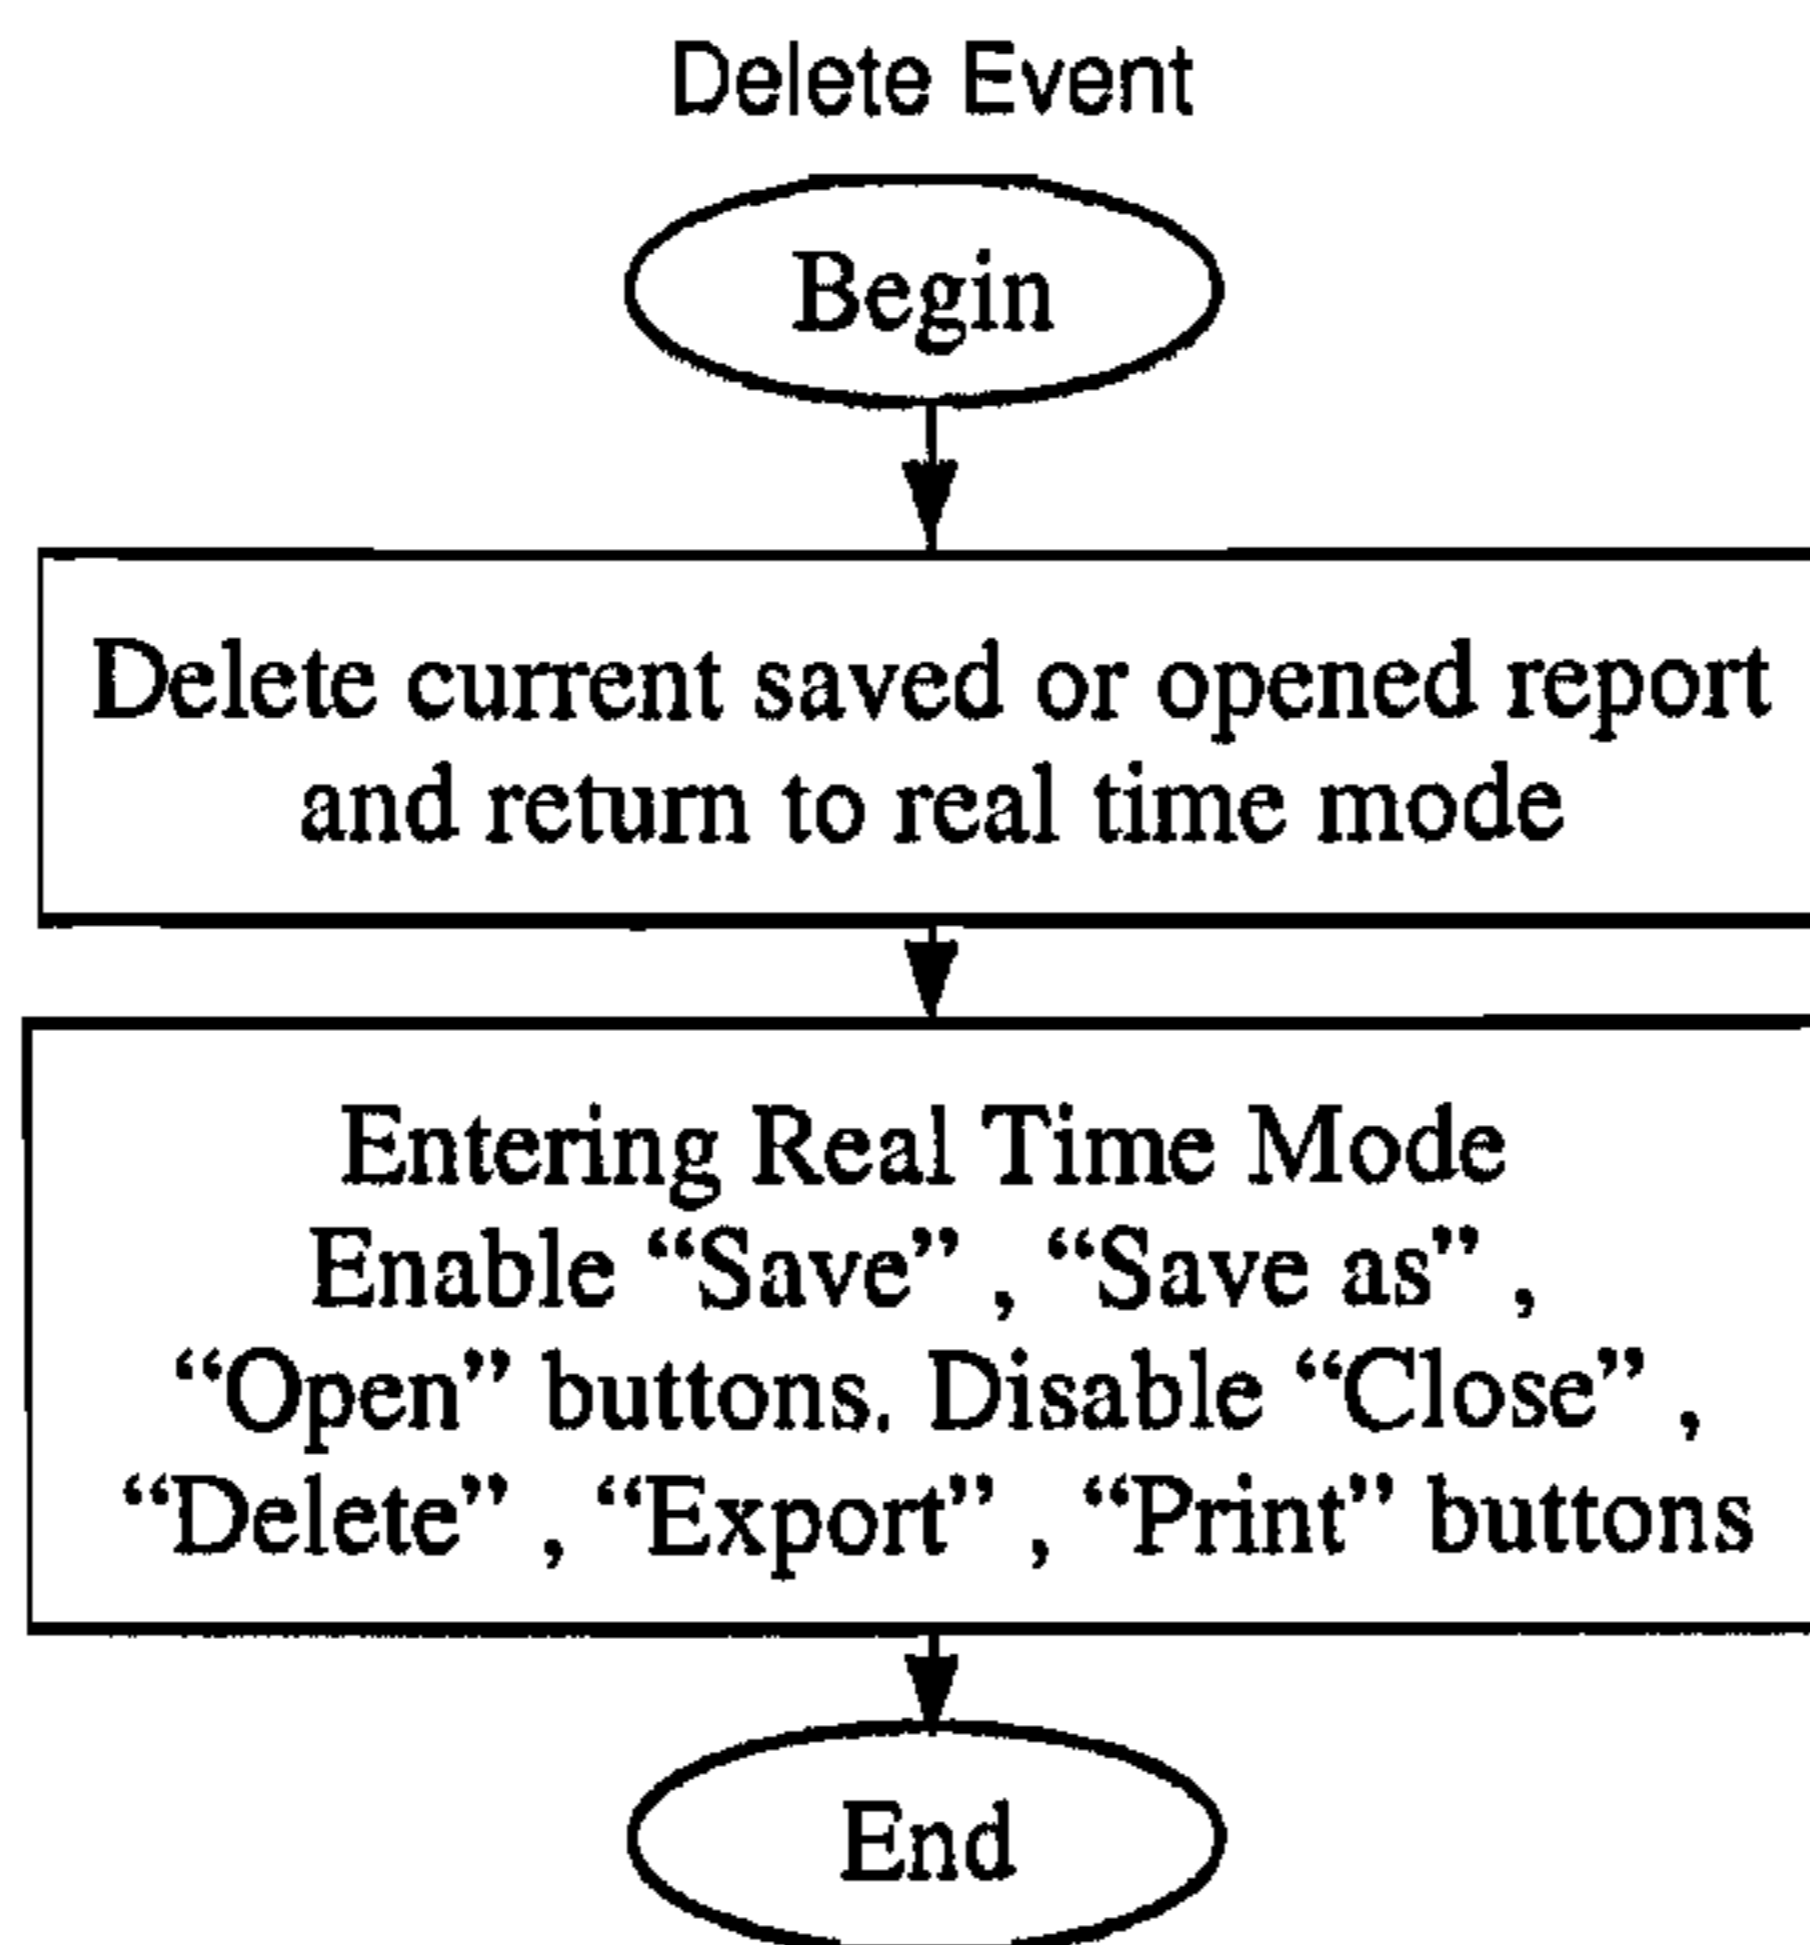 Delete Event
Begin
Delete current saved or opened report
and return to real time mode
Entering Real Time Mode
Enable “Save” , “Save as” ,
“Open” buttons. Disable “Close” ,
“Delete” , “Export” , “Print” buttons
End